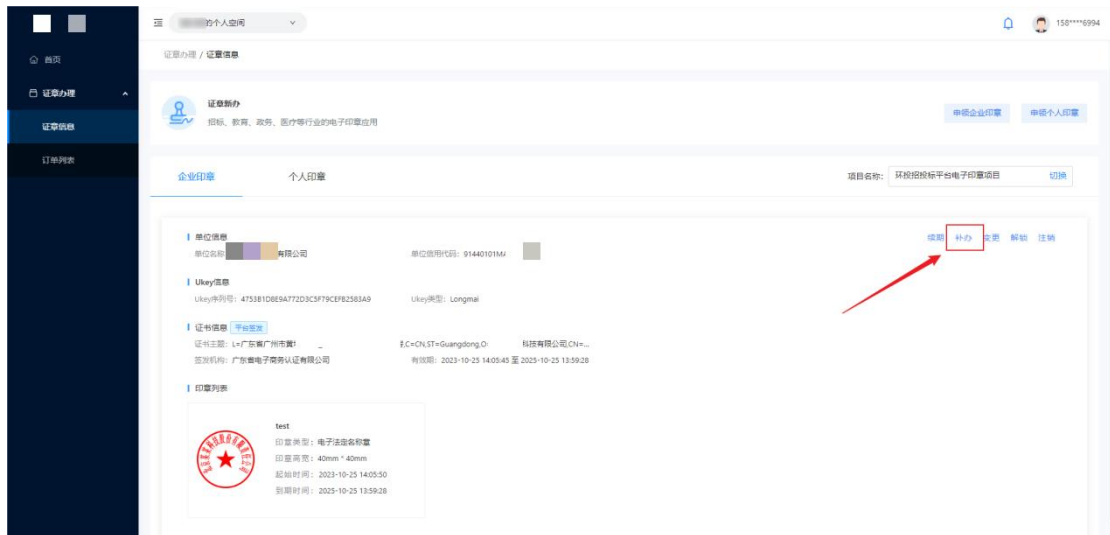 的个人空间
158****6994
首页
证章办理 / 证章信息
证章办理
证章新办
招标、教育、政务、医疗等行业的电子印章应用
申领企业印章 申领个人印章
证章信息
订单列表
企业印章 个人印章
项目名称： 环投招投标平台电子印章项目 切换
单位信息
续期 补办 变更 解锁 注销
单位名称 有限公司 单位信用代码：91440101MA
Ukey信息
Ukey序列号：475381D8E9A772D3C5F79CEFB2583A9 Ukey类型：Longmai
证书信息 平台签发
证书主题：L=广东省广州市黄 ,C=CN,ST=Guangdong,O= 科技有限公司,CN=...
签发机构：广东省电子商务认证有限公司 有效期：2023-10-25 14:05:45 至 2025-10-25 13:59:28
印章列表
test
印章类型：电子法定名称章
印章高宽：40mm * 40mm
起始时间：2023-10-25 14:05:50
到期时间：2025-10-25 13:59:28